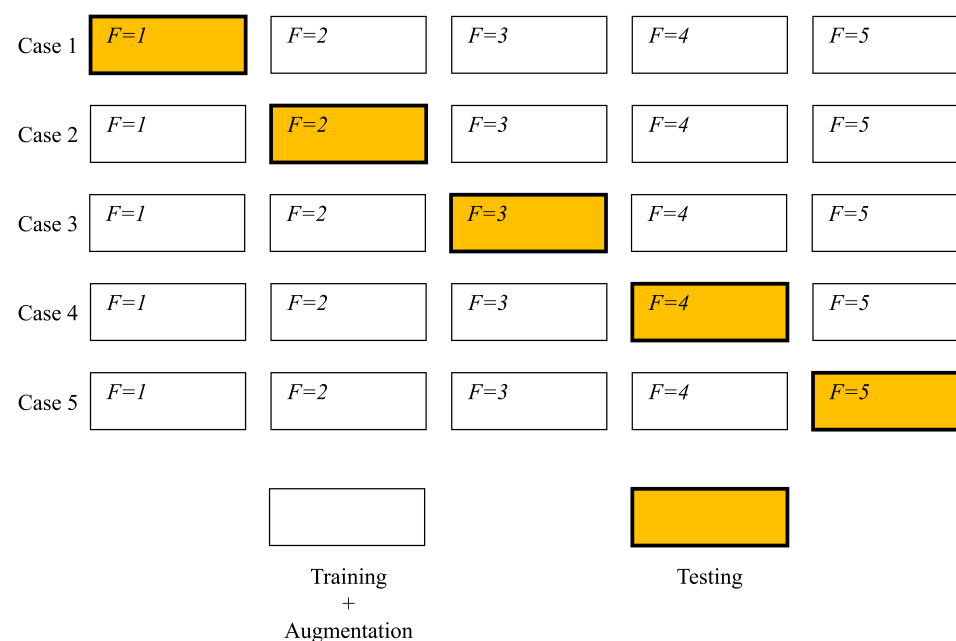 Case 1 F=1 F=2 F=3 F=4 F=5
Case 2 F=1 F=2 F=3 F=4 F=5
Case 3 F=1 F=2 F=3 F=4 F=5
Case 4 F=1 F=2 F=3 F=4 F=5
Case 5 F=1 F=2 F=3 F=4 F=5
Training Testing
+
Augmentation